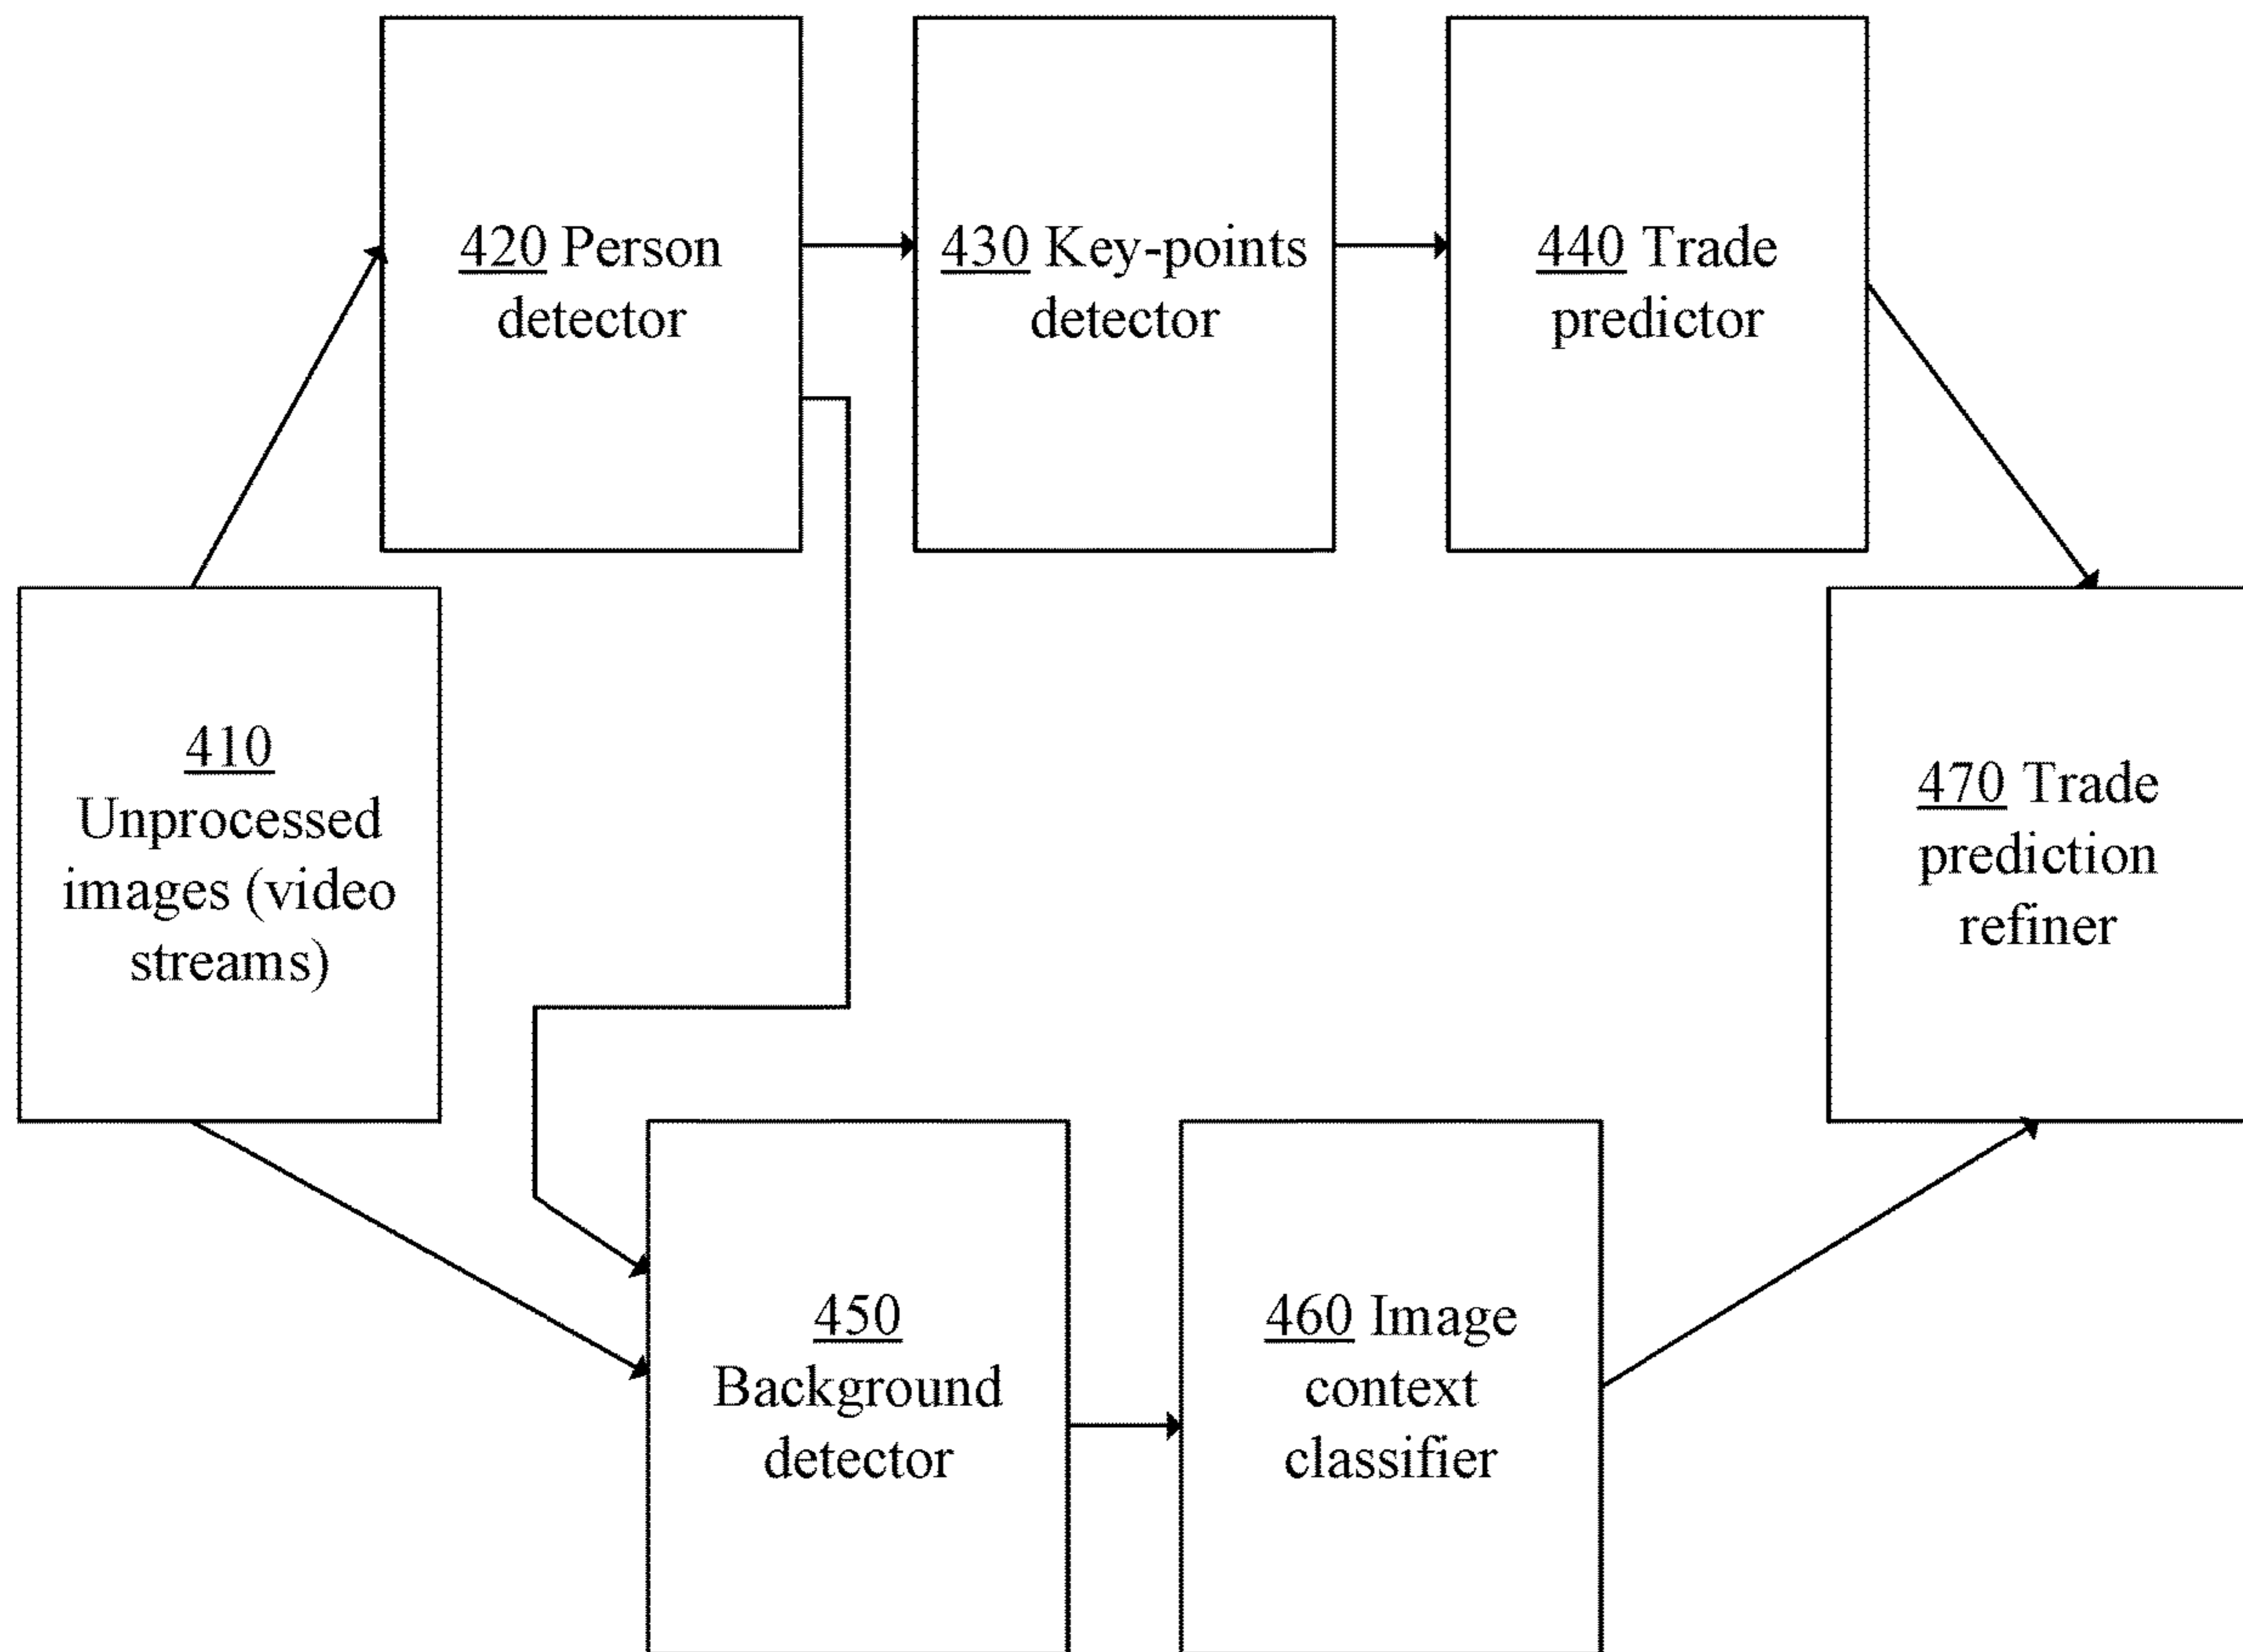 420 Person
detector
430 Key-points
detector
440 Trade
predictor
410
Unprocessed
images (video
streams)
470 Trade
prediction
refiner
450
Background
detector
460 Image
context
classifier